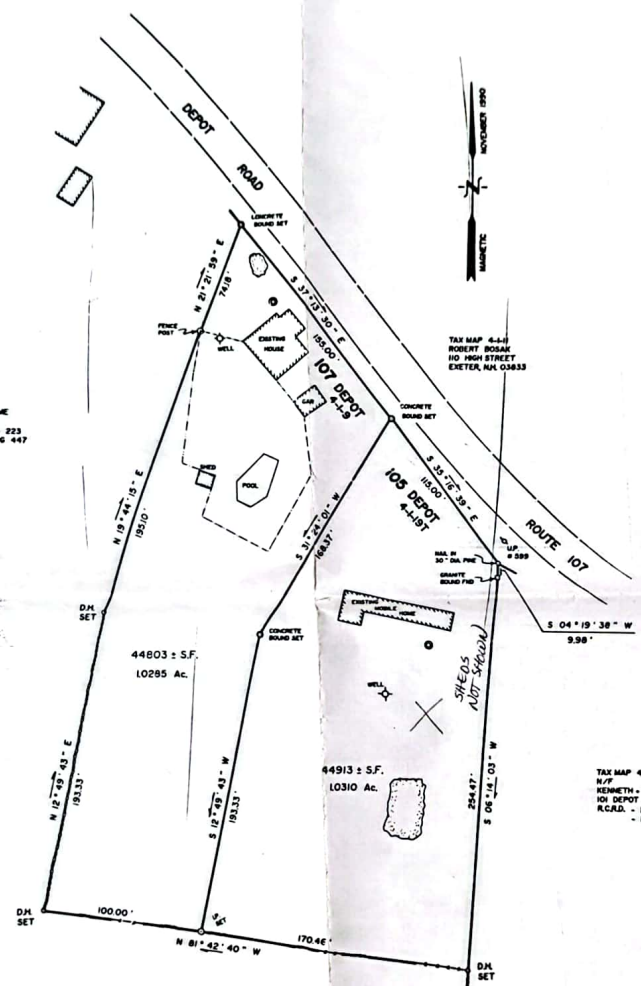 DEPOT
ROAD
NOVEMBER 1990
MAGNETIC
N
CONCRETE
BOUND SET
N 21° 21' 59" E
74.18'
S 37° 13' 30" E
155.00'
FENCE
POST
WELL
EXISTING
HOUSE
107 DEPOT
4-1-9
GAR
TAX MAP 4-1-11
ROBERT BOSAK
110 HIGH STREET
EXETER, N.H. 03833
CONCRETE
BOUND SET
223
447
SHED
POOL
N 19° 44' 15" E
195.10'
S 31° 24' 01" W
168.37'
105 DEPOT
4-1-19T
S 35° 16' 39" E
115.00'
ROUTE 107
U.P.
# 599
NAIL IN
30" DIA. PINE
GRANITE
BOUND FND
S 04° 19' 38" W
9.98'
D.H.
SET
EXISTING
MOBILE HOME
CONCRETE
BOUND SET
44803 ± S.F.
1.0285 Ac.
SHEDS
NOT SHOWN
WELL
N 12° 49' 43" E
193.33'
S 12° 49' 43" W
193.33'
44913 ± S.F.
1.0310 Ac.
254.47'
S 06° 14' 03" W
TAX MAP 4
N/F
KENNETH
101 DEPOT
R.C.R.D. -
D.H.
SET
100.00'
SET
N 81° 42' 40" W
170.46'
D.H.
SET